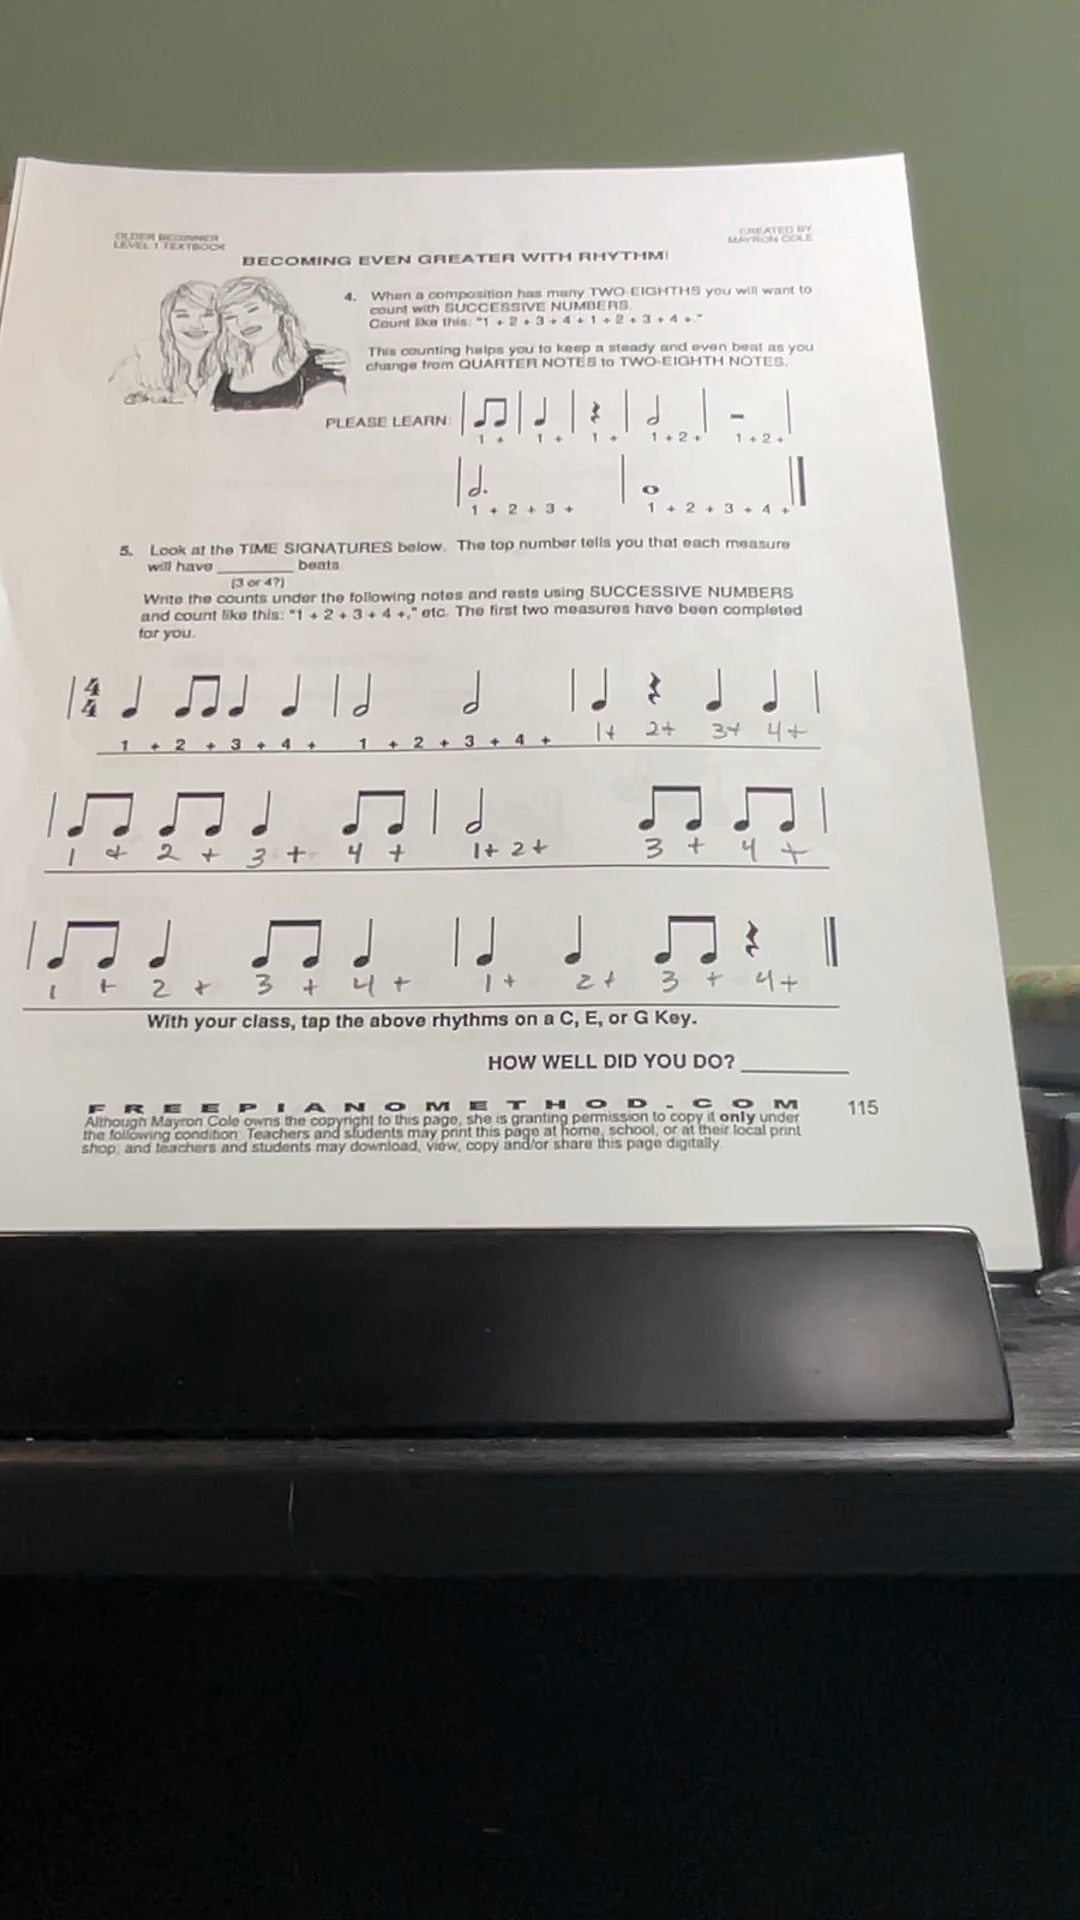 OLDER BEGINNER
LEVEL 1 TEXTBOOK
CREATED BY
MAYRON COLE
BECOMING EVEN GREATER WITH RHYTHM!
4. When a composition has many TWO-EIGHTHS you will want to
count with SUCCESSIVE NUMBERS.
Count like this: "1 + 2 + 3 + 4 + 1 + 2 + 3 + 4 +."
This counting helps you to keep a steady and even beat as you
change from QUARTER NOTES to TWO-EIGHTH NOTES.
PLEASE LEARN:
1 + 1 + 1 + 1 + 2 + 1 + 2 +
1 + 2 + 3 + 1 + 2 + 3 + 4 +
5. Look at the TIME SIGNATURES below. The top number tells you that each measure
will have ________ beats.
(3 or 4?)
Write the counts under the following notes and rests using SUCCESSIVE NUMBERS
and count like this: "1 + 2 + 3 + 4 +," etc. The first two measures have been completed
for you.
4
4
1 + 2 + 3 + 4 + 1 + 2 + 3 + 4 + 1+ 2+ 3+ 4+
1 + 2 + 3 + 4 + 1+ 2+ 3 + 4 +
1 + 2 + 3 + 4 + 1+ 2+ 3 + 4+
With your class, tap the above rhythms on a C, E, or G Key.
HOW WELL DID YOU DO? ________
FREEPIANOMETHOD.COM
115
Although Mayron Cole owns the copyright to this page, she is granting permission to copy it only under
the following condition: Teachers and students may print this page at home, school, or at their local print
shop; and teachers and students may download, view, copy and/or share this page digitally.